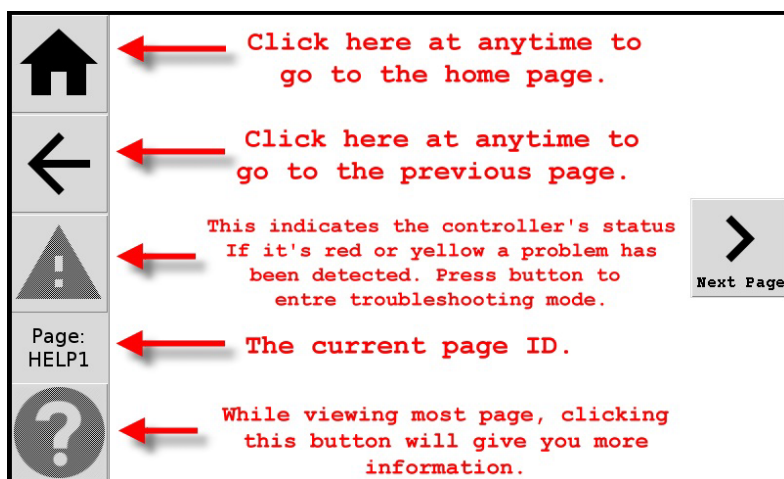 Click here at anytime to
go to the home page.
Click here at anytime to
go to the previous page.
This indicates the controller's status
If it's red or yellow a problem has
been detected. Press button to
entre troubleshooting mode.
Next Page
Page:
HELP1
The current page ID.
While viewing most page, clicking
this button will give you more
information.